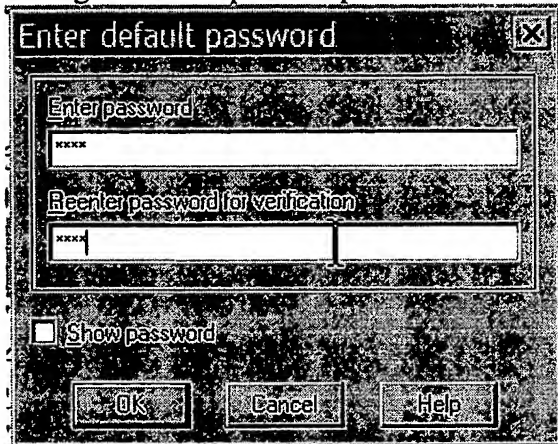 Enter default password
Enter password
xxxx
Reenter password for verification
xxxx
Show password
OK Cancel Help